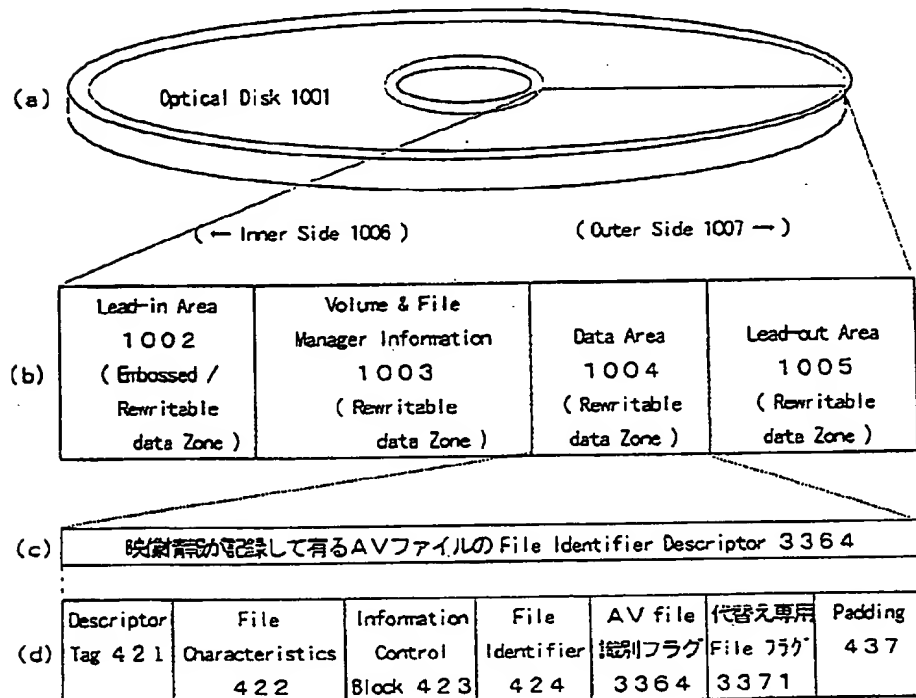 (a)
Optical Disk 1001
( ← Inner Side 1006 ) ( Outer Side 1007 → )
(b)
Lead-in Area
1002
( Embossed /
Rewritable
data Zone )
Volume & File
Manager Information
1003
( Rewritable
data Zone )
Data Area
1004
( Rewritable
data Zone )
Lead-out Area
1005
( Rewritable
data Zone )
(c)
映像情報が記録して有るAVファイルの File Identifier Descriptor 3364
(d)
Descriptor
Tag 421
File
Characteristics
422
Information
Control
Block 423
File
Identifier
424
AV file
識別フラグ
3364
代替え専用
File フラグ
3371
Padding
437